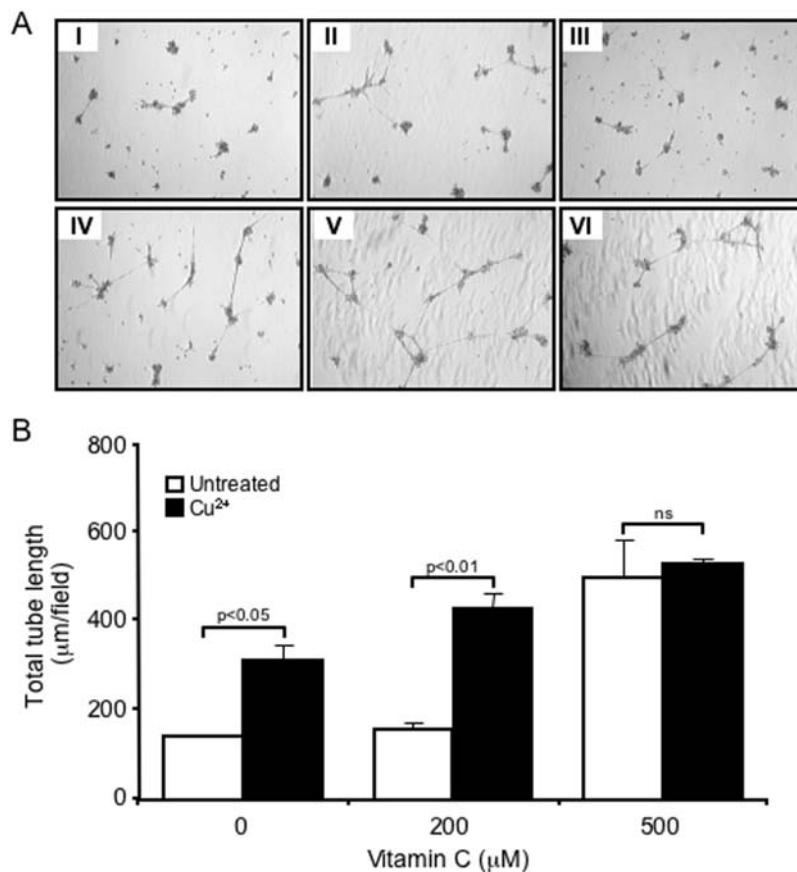 A
I
II
III
IV
V
VI
B
800
600
400
200
0
Total tube length
(μm/field)
Untreated
Cu²⁺
p<0.05
p<0.01
ns
0 200 500
Vitamin C (μM)